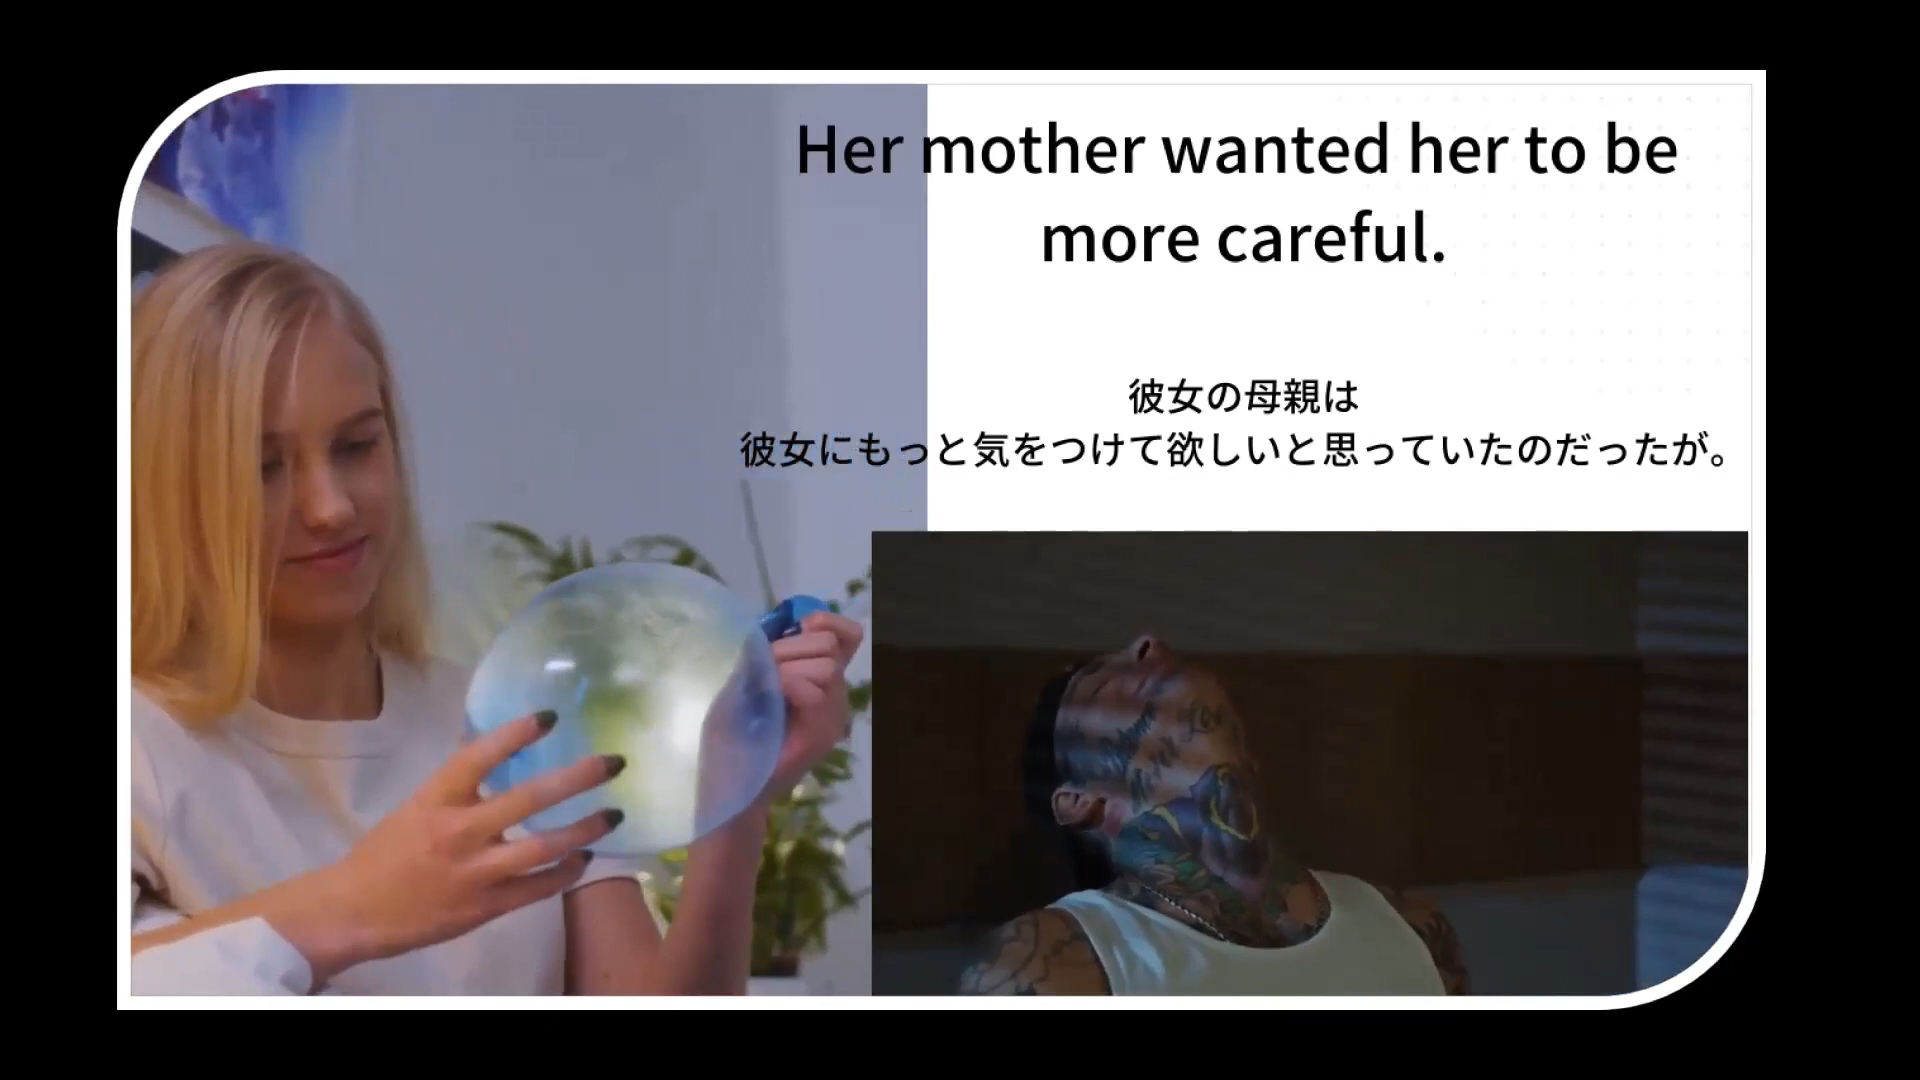 Her mother wanted her to be
more careful.
彼女の母親は
彼女にもっと気をつけて欲しいと思っていたのだったが。